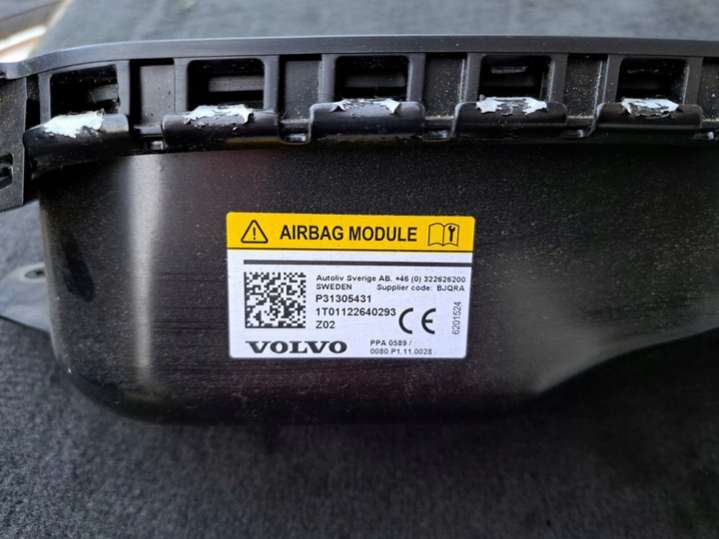 AIRBAG MODULE
Autoliv Sverige AB. +46 (0) 322626200
SWEDEN Supplier code: BJQRA
P31305431
1T01122640293
Z02
CE
6201524
VOLVO
PPA 0589 /
0080.P1.11.0028